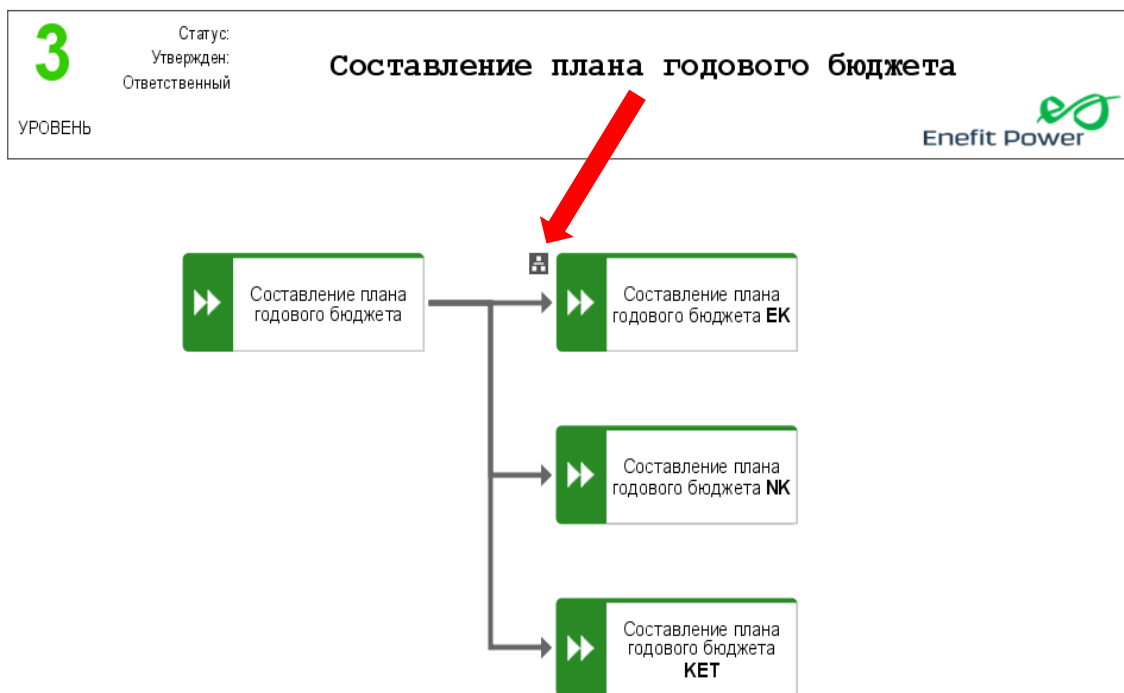 3
Статус:
Утвержден:
Ответственный
УРОВЕНЬ
Составление плана годового бюджета
Enefit Power
Составление плана
годового бюджета
Составление плана
годового бюджета EK
Составление плана
годового бюджета NK
Составление плана
годового бюджета
KET